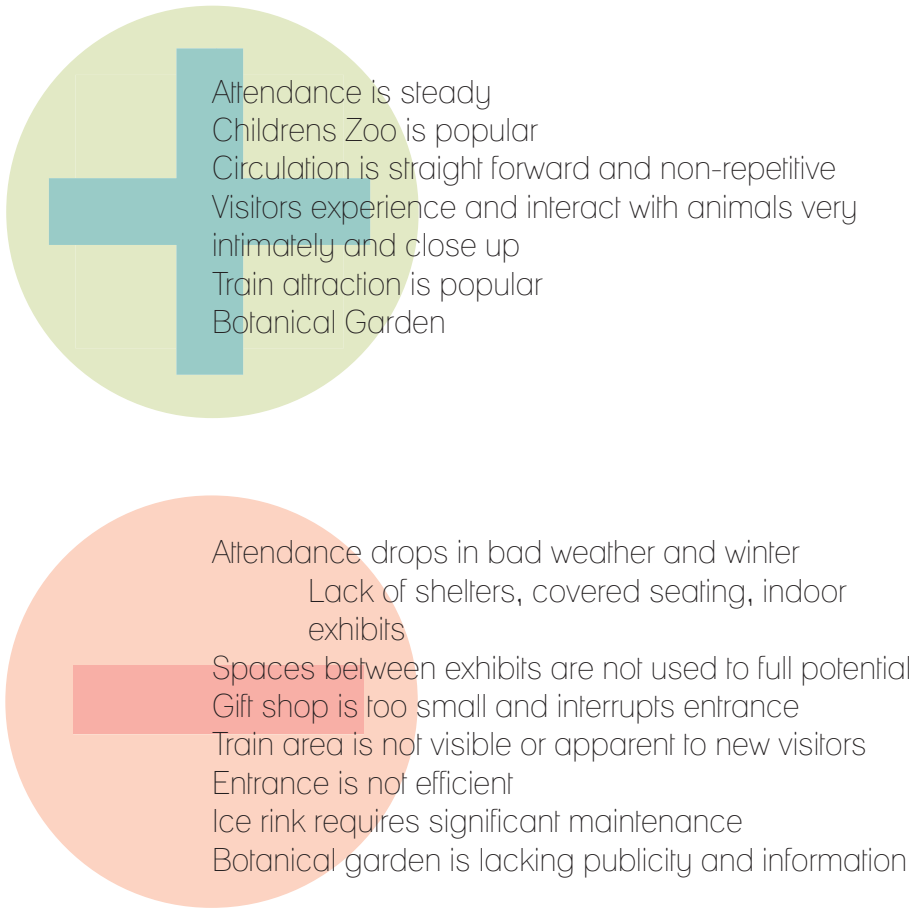 Attendance is steady
Childrens Zoo is popular
Circulation is straight forward and non-repetitive
Visitors experience and interact with animals very
intimately and close up
Train attraction is popular
Botanical Garden
Attendance drops in bad weather and winter
Lack of shelters, covered seating, indoor
exhibits
Spaces between exhibits are not used to full potential
Gift shop is too small and interrupts entrance
Train area is not visible or apparent to new visitors
Entrance is not efficient
Ice rink requires significant maintenance
Botanical garden is lacking publicity and information